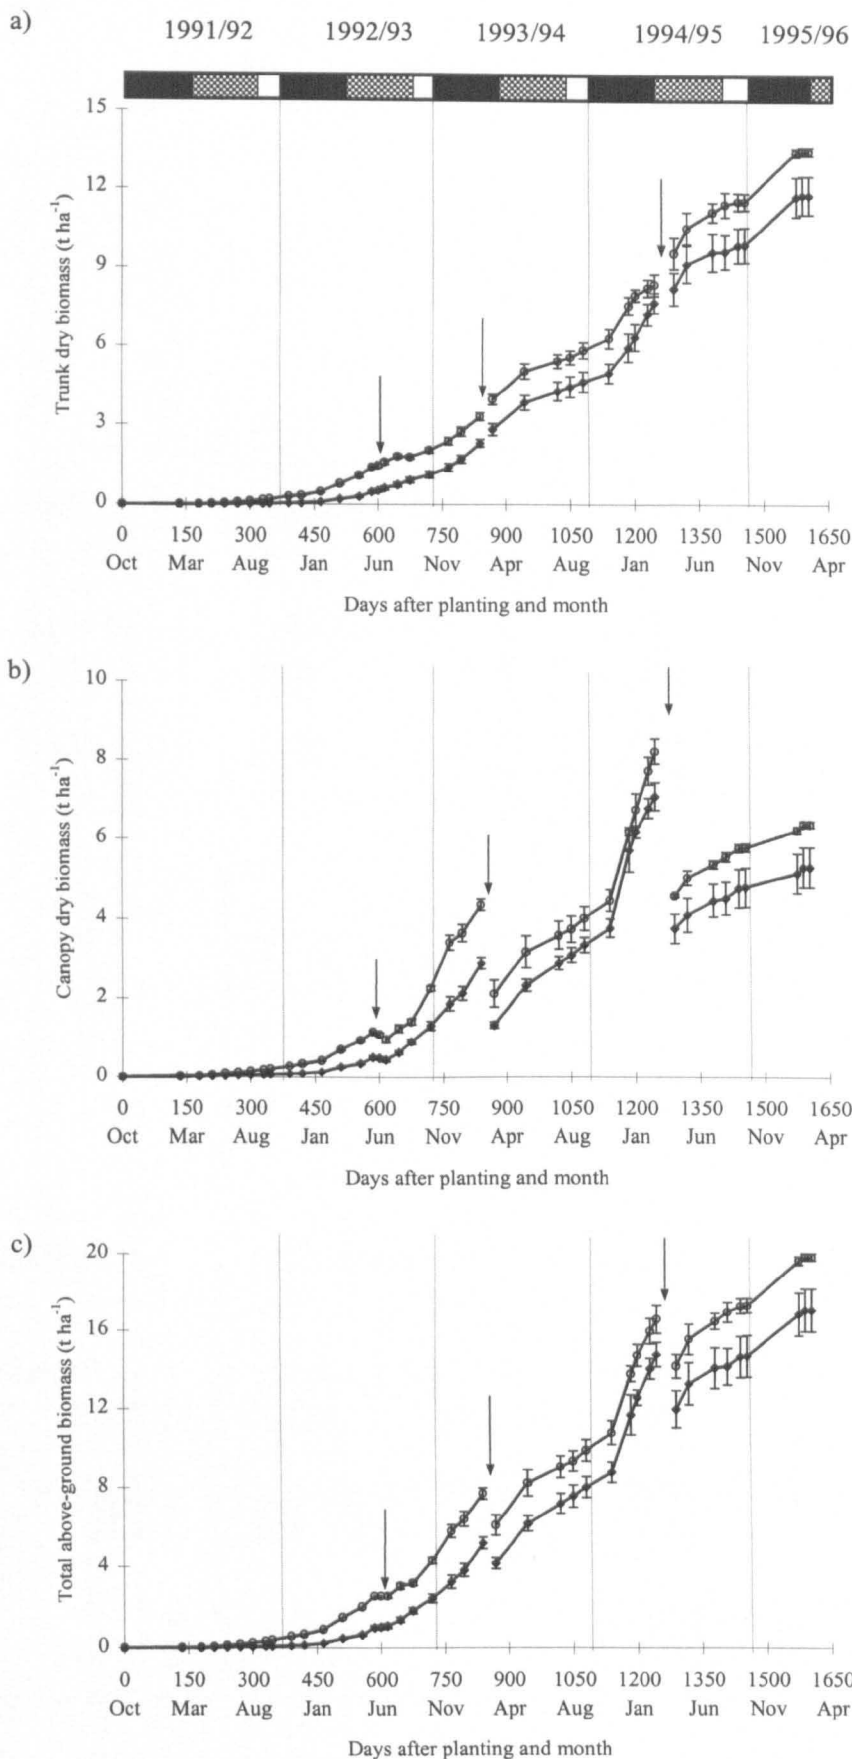 a)
1991/92 1992/93 1993/94 1994/95 1995/96
Trunk dry biomass (t ha-1)
15
12
9
6
3
0
0 150 300 450 600 750 900 1050 1200 1350 1500 1650
Oct Mar Aug Jan Jun Nov Apr Aug Jan Jun Nov Apr
Days after planting and month
b)
Canopy dry biomass (t ha-1)
10
8
6
4
2
0
0 150 300 450 600 750 900 1050 1200 1350 1500 1650
Oct Mar Aug Jan Jun Nov Apr Aug Jan Jun Nov Apr
Days after planting and month
c)
Total above-ground biomass (t ha-1)
20
16
12
8
4
0
0 150 300 450 600 750 900 1050 1200 1350 1500 1650
Oct Mar Aug Jan Jun Nov Apr Aug Jan Jun Nov Apr
Days after planting and month